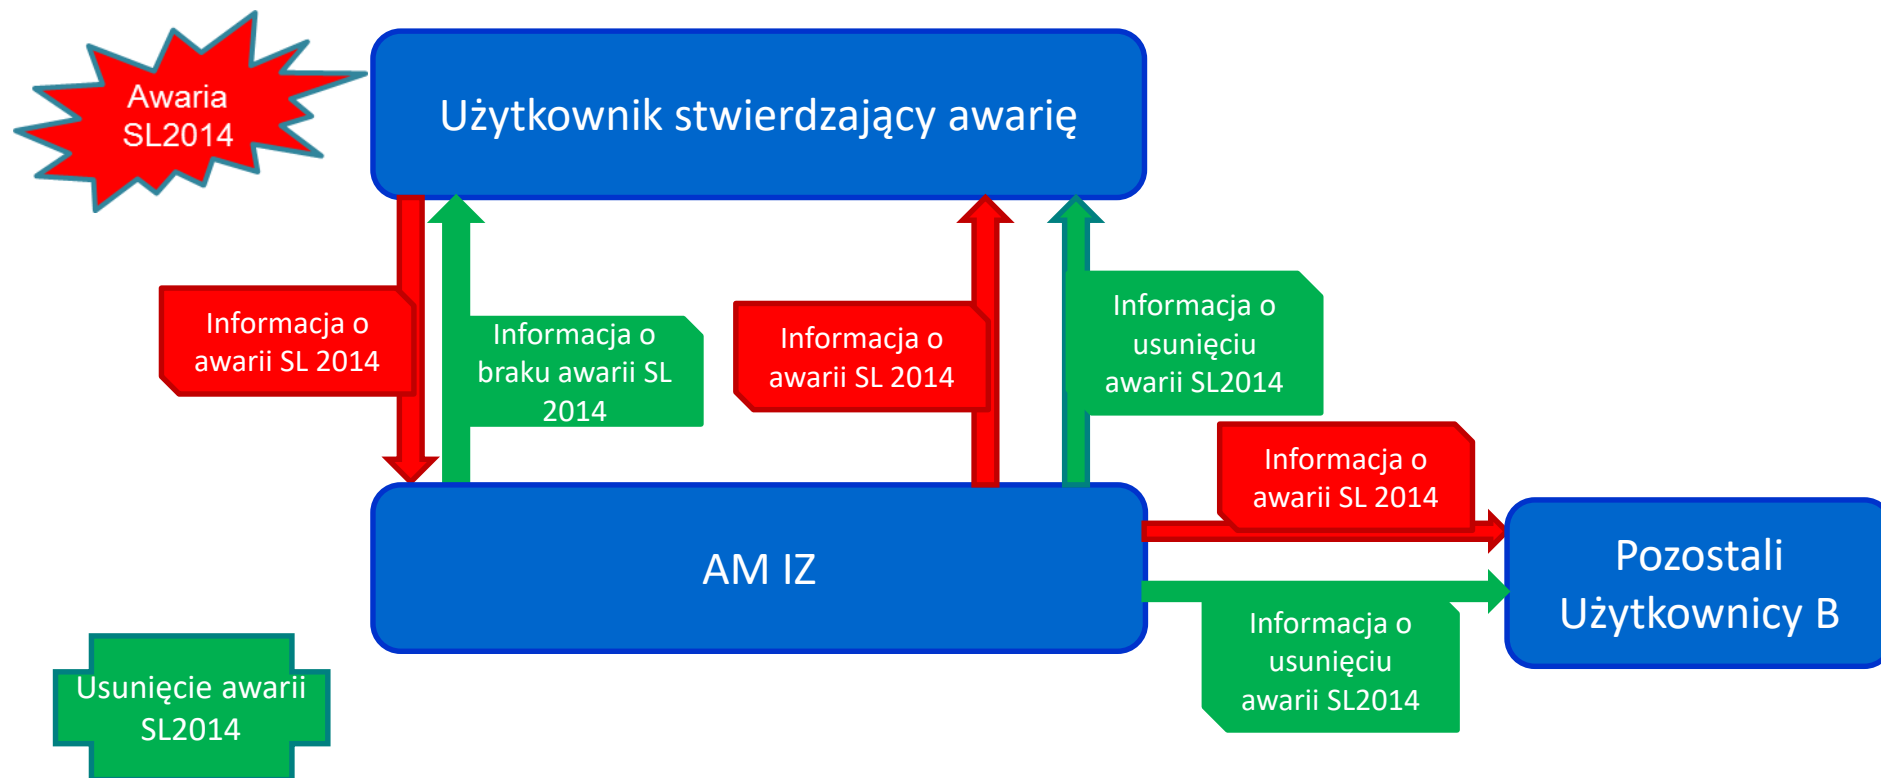 Awaria
SL2014
Użytkownik stwierdzający awarię
Informacja o
awarii SL 2014
Informacja o
braku awarii SL
2014
Informacja o
awarii SL 2014
Informacja o
usunięciu
awarii SL2014
Informacja o
awarii SL 2014
AM IZ
Pozostali
Użytkownicy B
Informacja o
usunięciu
awarii SL2014
Usunięcie awarii
SL2014